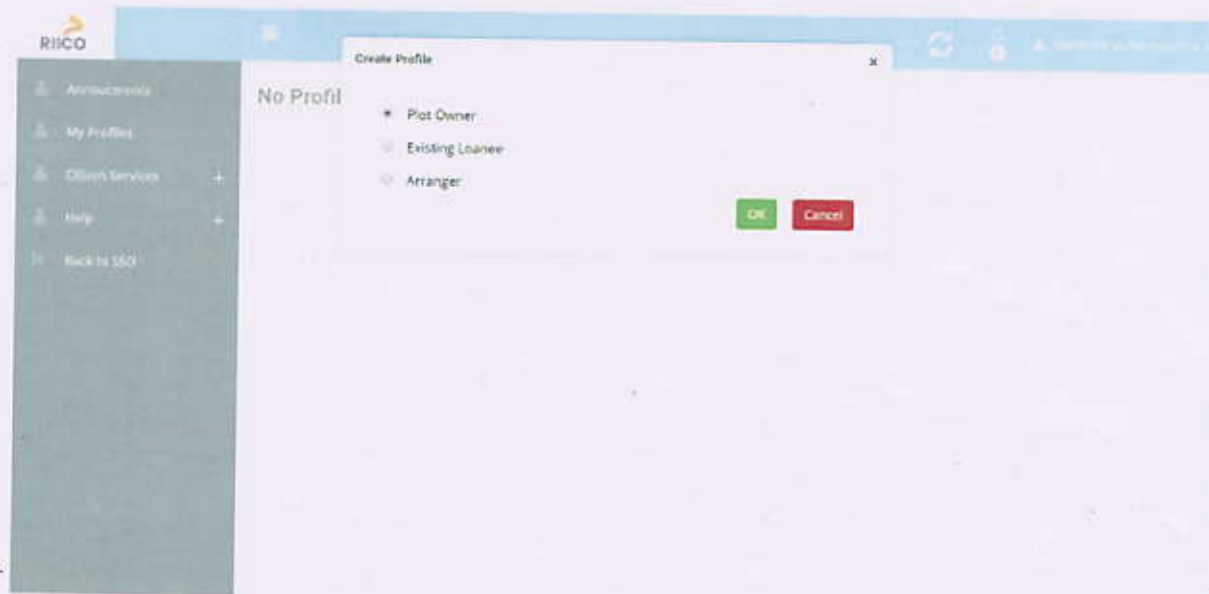 RIICO
Create Profile x
No Profil
Plot Owner
Existing Loanee
Arranger
OK Cancel
Announcements
My Profiles
Citizen Services +
Help +
Back to SSO